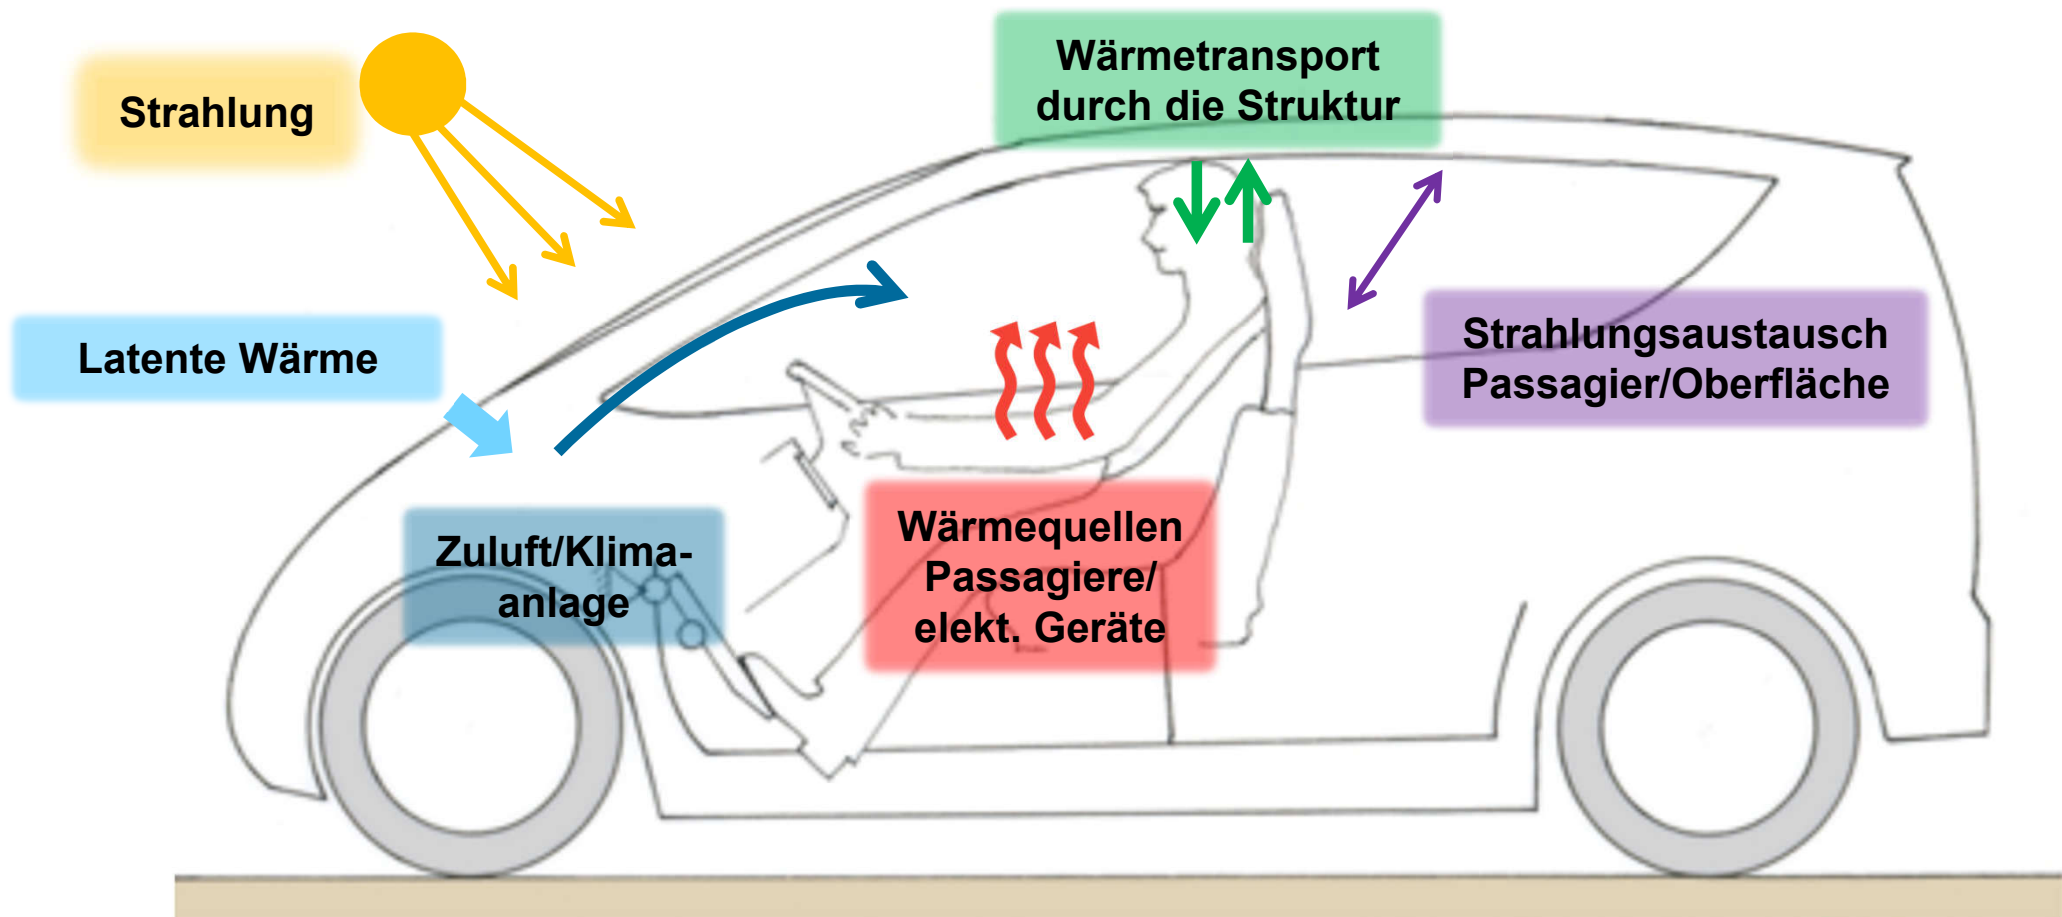 Wärmetransport
durch die Struktur
Strahlung
Latente Wärme
Strahlungsaustausch
Passagier/Oberfläche
Zuluft/Klima-
anlage
Wärmequellen
Passagiere/
elekt. Geräte